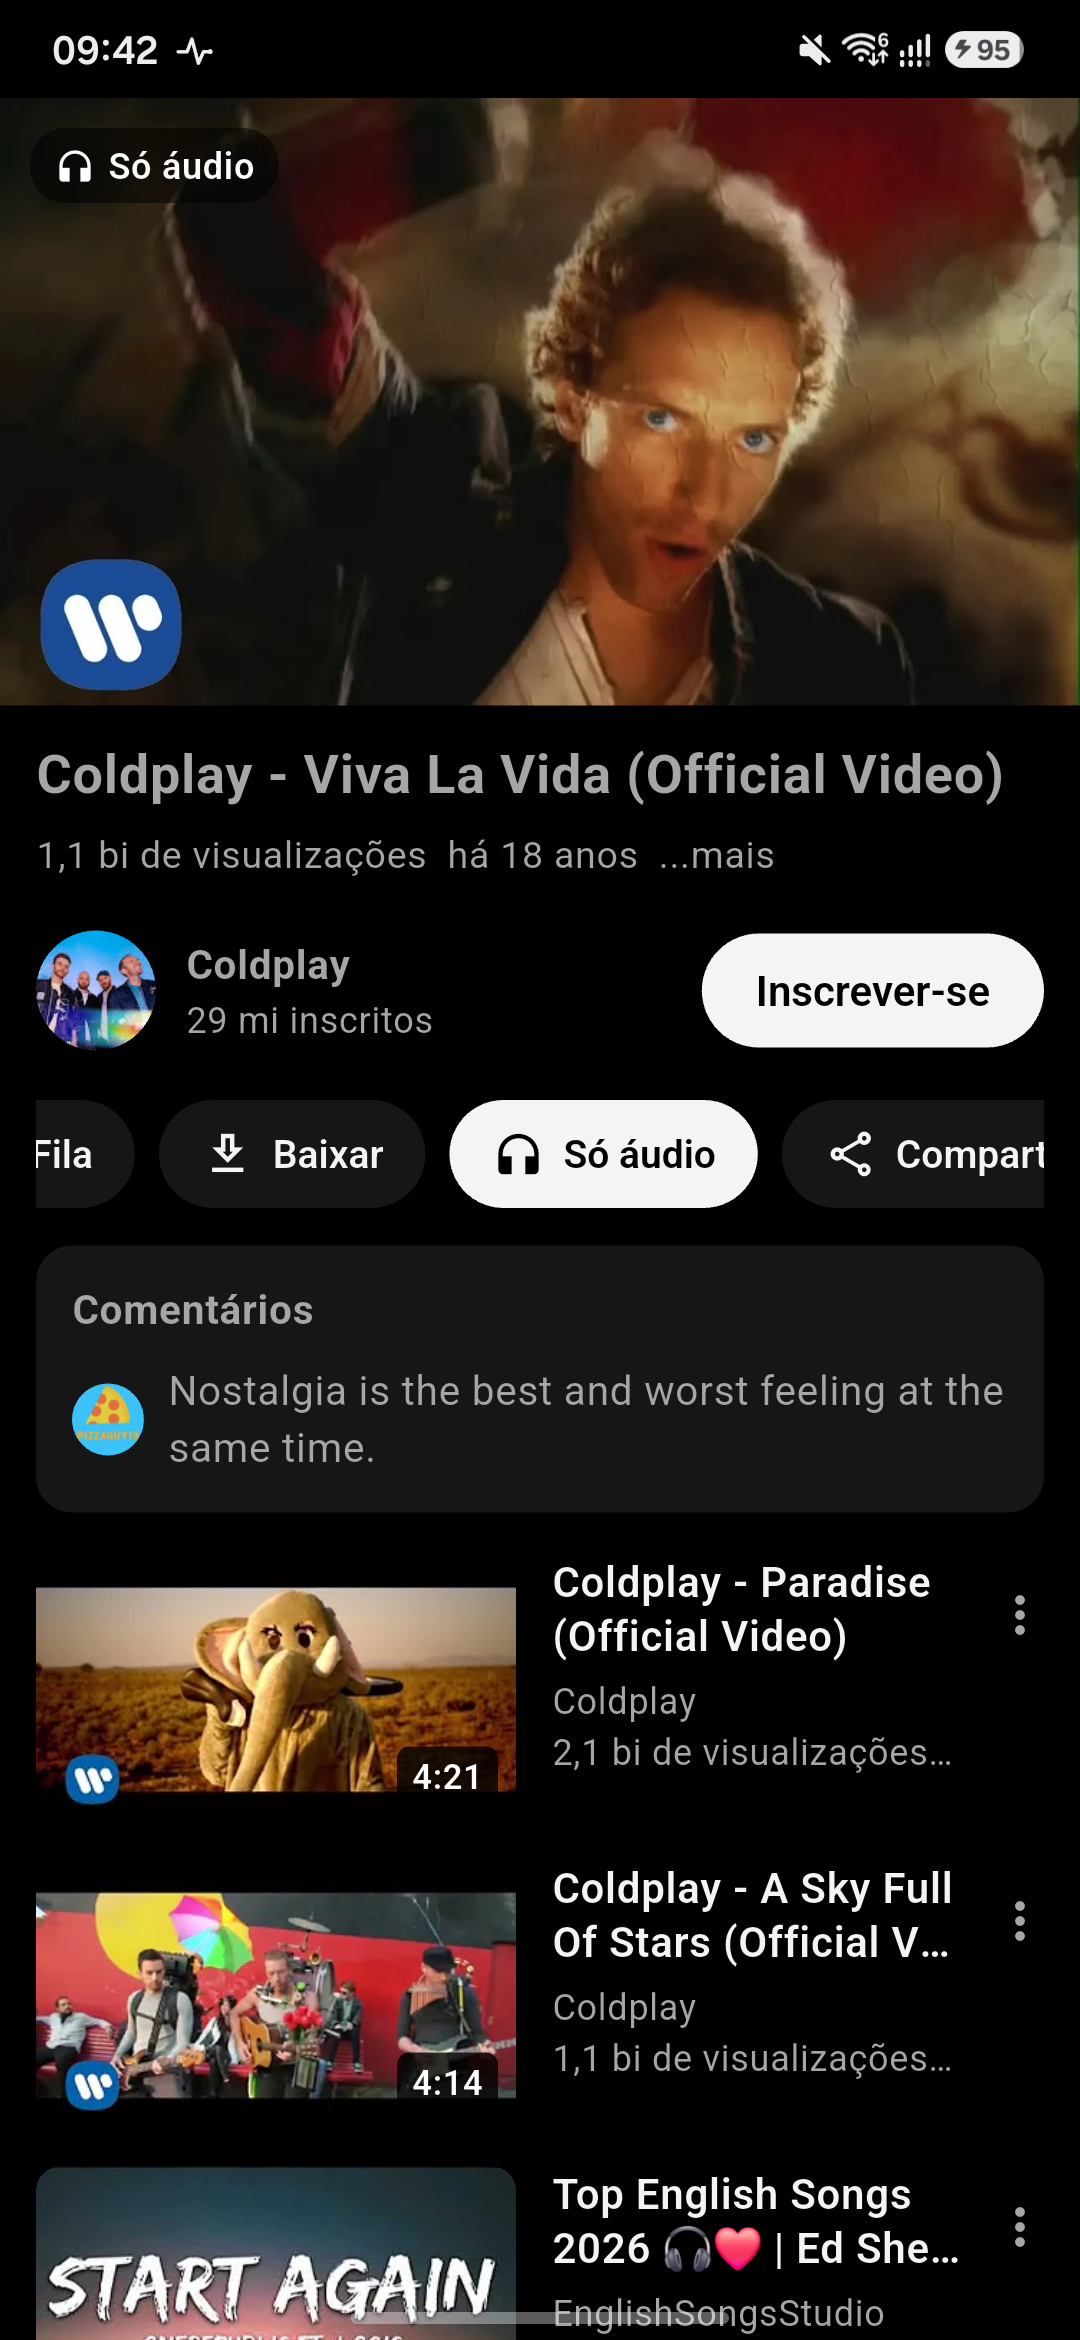 09:42
6
95
Só áudio
Coldplay - Viva La Vida (Official Video)
1,1 bi de visualizações há 18 anos ...mais
Coldplay
29 mi inscritos
Inscrever-se
Fila
Baixar
Só áudio
Compart
Comentários
PIZZAGUY19
Nostalgia is the best and worst feeling at the
same time.
Coldplay - Paradise
(Official Video)
Coldplay
2,1 bi de visualizações...
4:21
Coldplay - A Sky Full
Of Stars (Official V...
Coldplay
1,1 bi de visualizações...
4:14
Top English Songs
2026 🎧❤️ | Ed She...
EnglishSongsStudio
START AGAIN